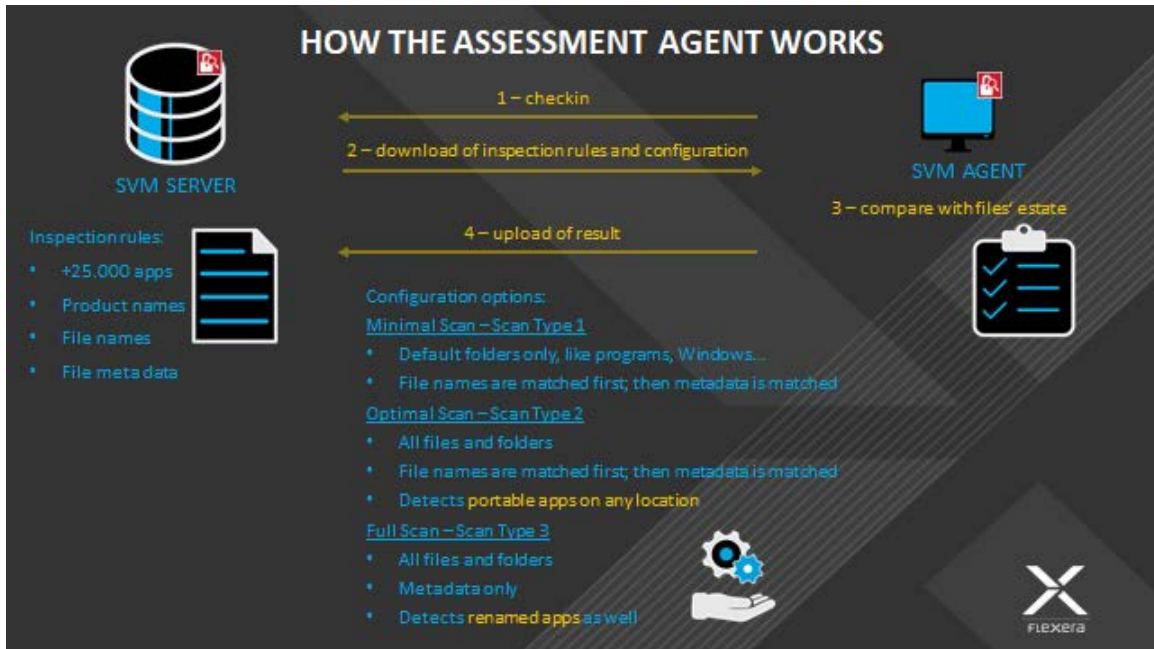 HOW THE ASSESSMENT AGENT WORKS
1 – checkin
2 – download of inspection rules and configuration
SVM SERVER
SVM AGENT
3 – compare with files' estate
4 – upload of result
Inspection rules:
• +25.000 apps
• Product names
• File names
• File meta data
Configuration options:
Minimal Scan – Scan Type 1
• Default folders only, like programs, Windows...
• File names are matched first; then metadata is matched
Optimal Scan – Scan Type 2
• All files and folders
• File names are matched first; then metadata is matched
• Detects portable apps on any location
Full Scan – Scan Type 3
• All files and folders
• Metadata only
• Detects renamed apps as well
FLEXera